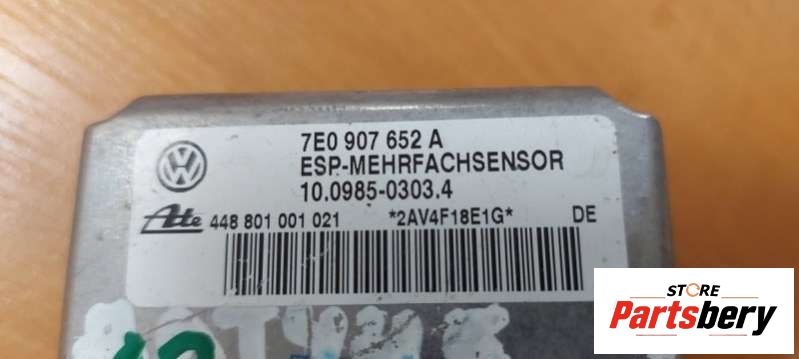 7E0 907 652 A
ESP-MEHRFACHSENSOR
10.0985-0303.4
Ate 448 801 001 021 *2AV4F18E1G* DE
STORE
Partsbery